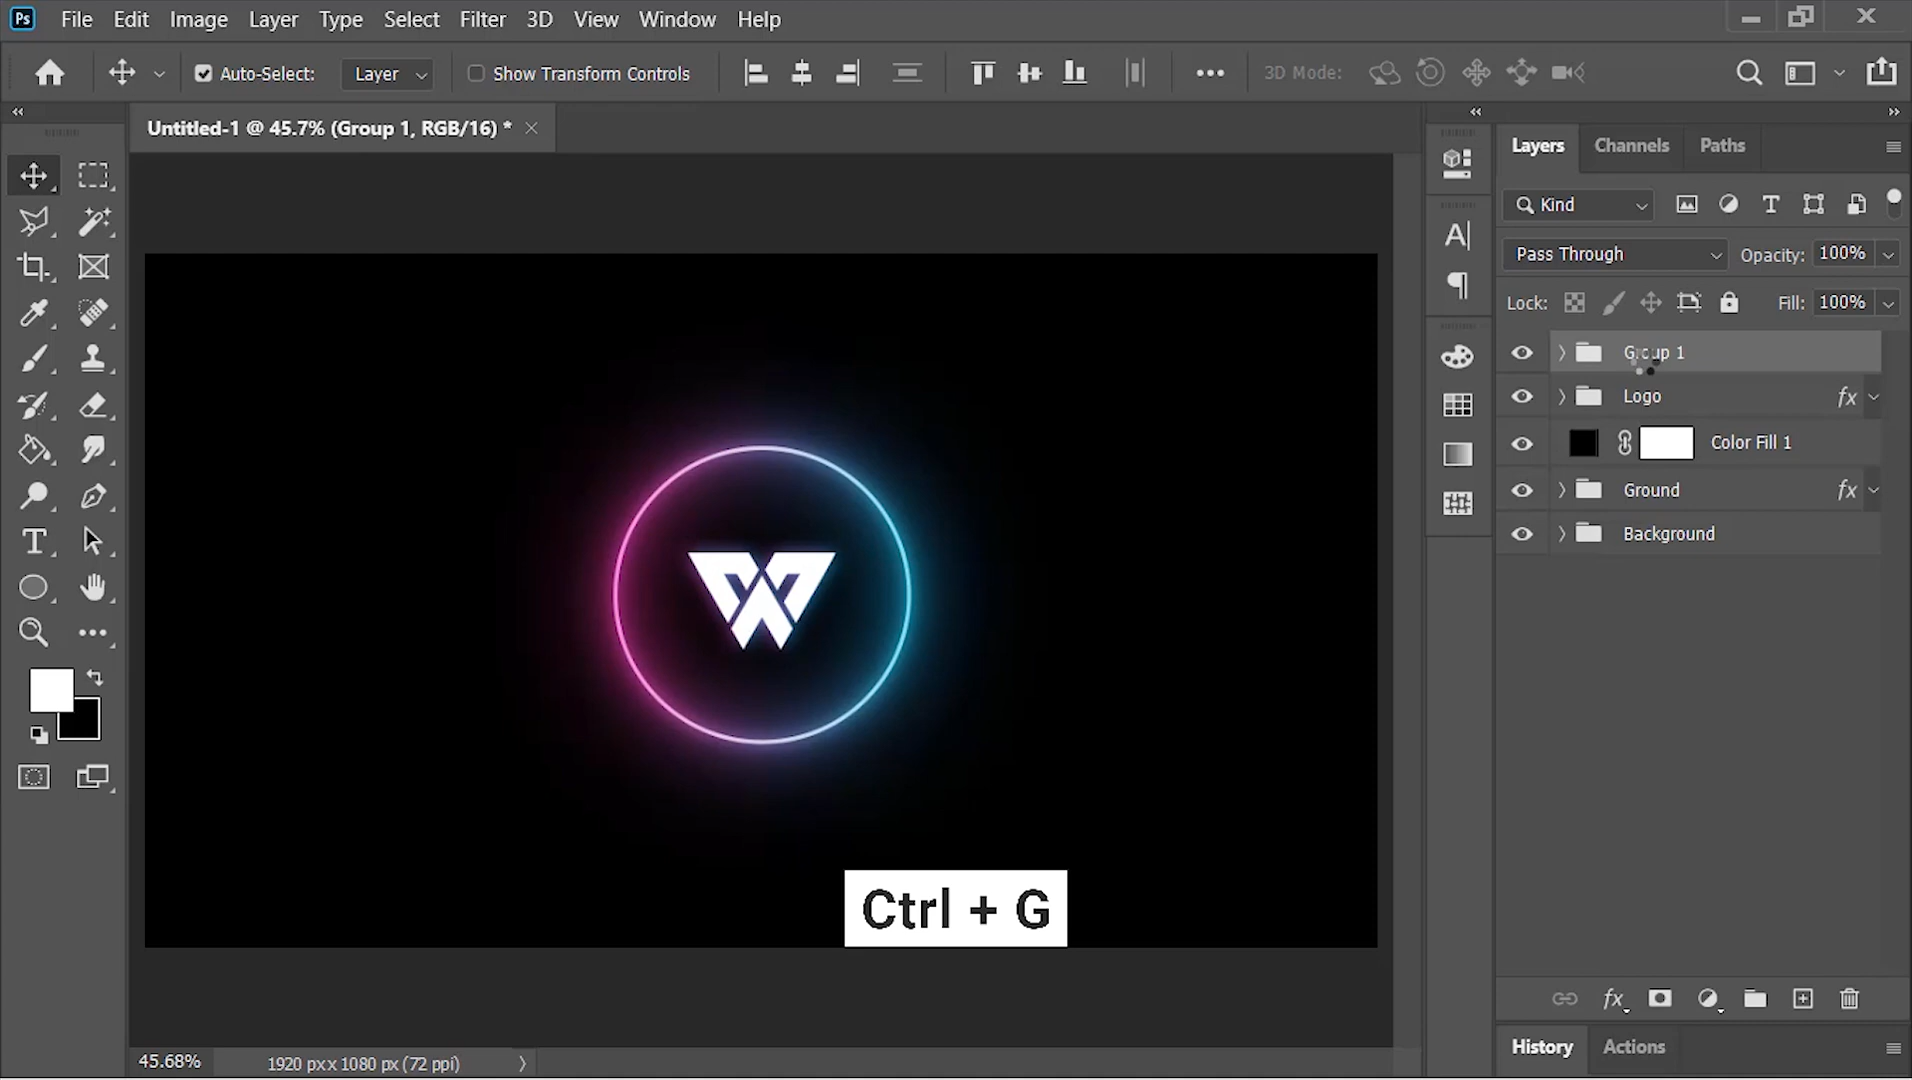 Ps File Edit Image Layer Type Select Filter 3D View Window Help
Auto-Select: Layer Show Transform Controls 3D Mode:
Untitled-1 @ 45.7% (Group 1, RGB/16) *
Layers Channels Paths
Kind
Pass Through Opacity: 100%
Lock: Fill: 100%
Group 1
Logo fx
Color Fill 1
Ground fx
Background
Ctrl + G
fx
History Actions
45.68% 1920 px x 1080 px (72 ppi)